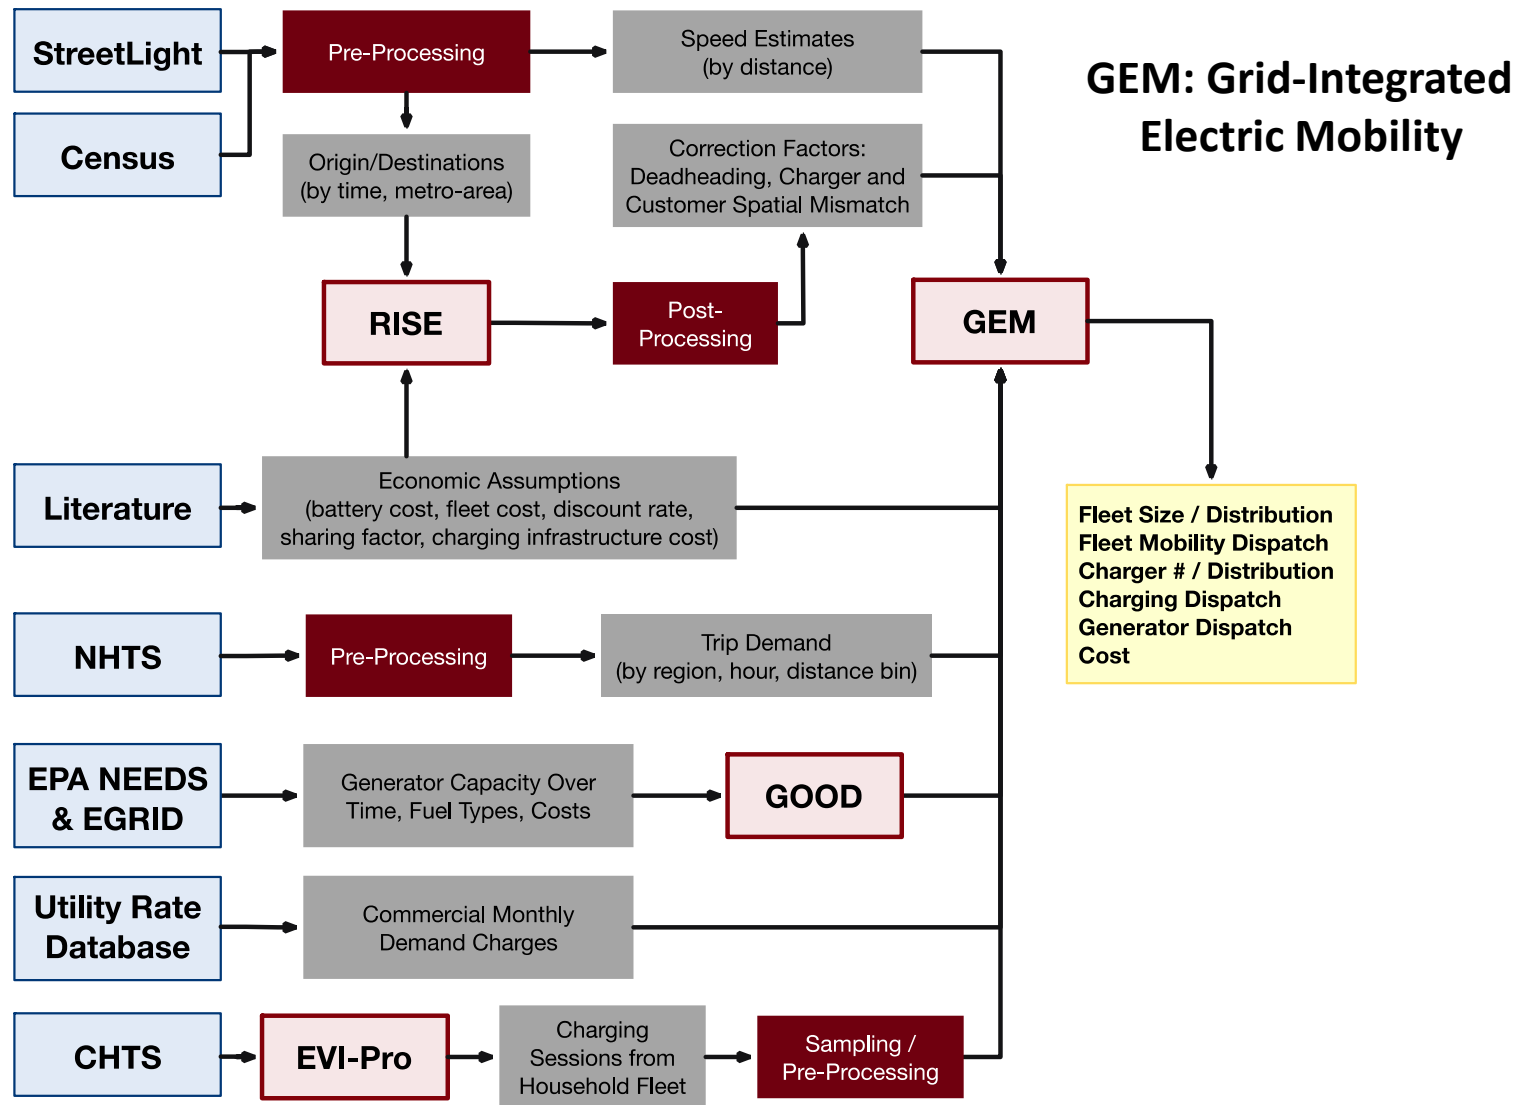 GEM: Grid-Integrated
Electric Mobility
StreetLight
Pre-Processing
Speed Estimates
(by distance)
Census
Origin/Destinations
(by time, metro-area)
Correction Factors:
Deadheading, Charger and
Customer Spatial Mismatch
RISE
Post-
Processing
GEM
Literature
Economic Assumptions
(battery cost, fleet cost, discount rate,
sharing factor, charging infrastructure cost)
Fleet Size / Distribution
Fleet Mobility Dispatch
Charger # / Distribution
Charging Dispatch
Generator Dispatch
Cost
NHTS
Pre-Processing
Trip Demand
(by region, hour, distance bin)
EPA NEEDS
& EGRID
Generator Capacity Over
Time, Fuel Types, Costs
GOOD
Utility Rate
Database
Commercial Monthly
Demand Charges
CHTS
EVI-Pro
Charging
Sessions from
Household Fleet
Sampling /
Pre-Processing